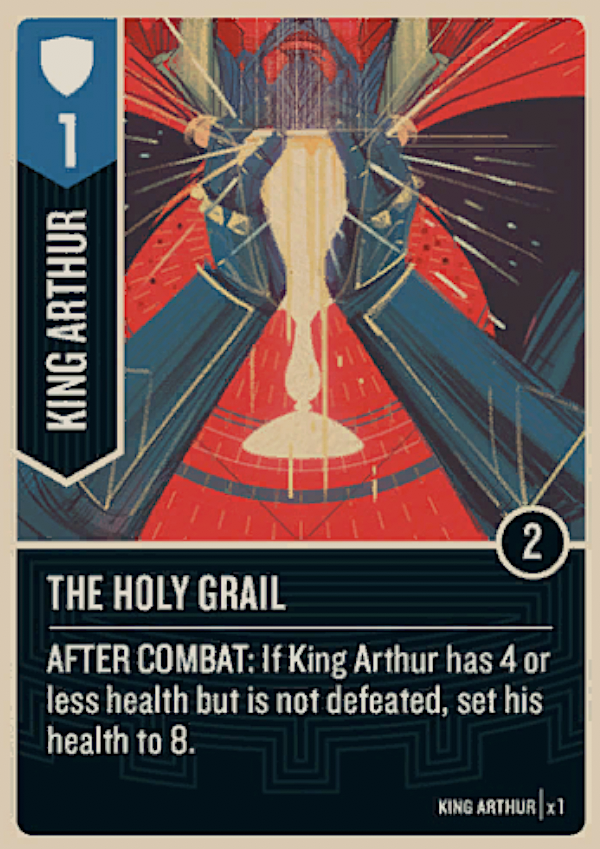 1
KING ARTHUR
2
THE HOLY GRAIL
AFTER COMBAT: If King Arthur has 4 or
less health but is not defeated, set his
health to 8.
KING ARTHUR | x1